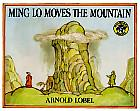 MING LO MOVES THE MOUNTAIN
ARNOLD LOBEL